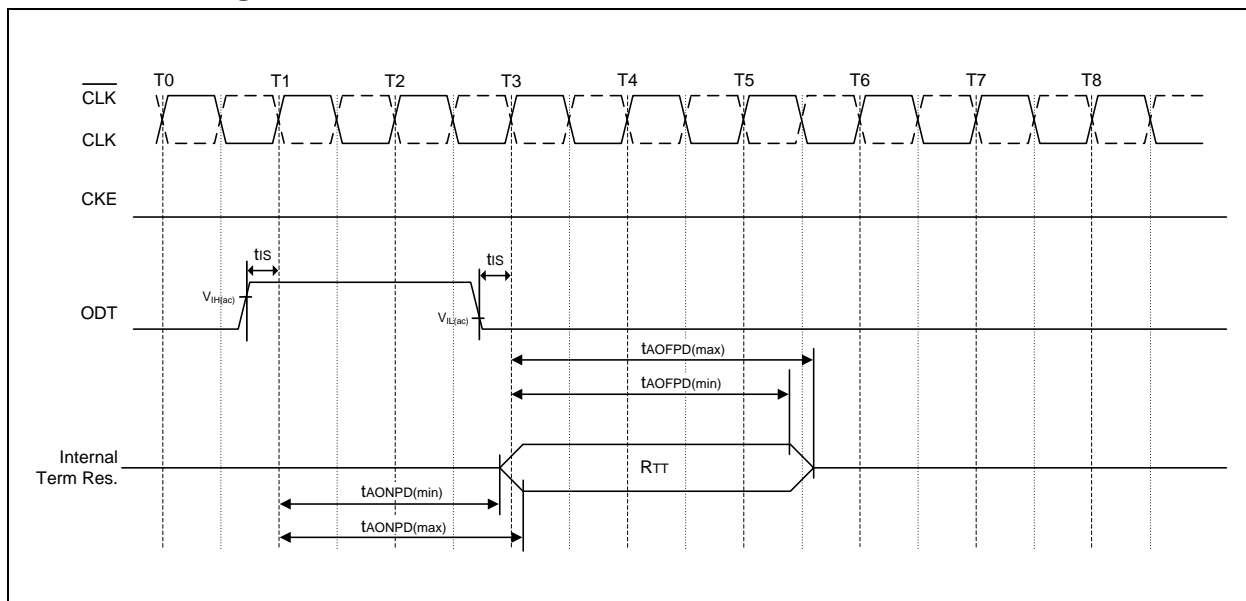 T0 T1 T2 T3 T4 T5 T6 T7 T8
CLK
CLK
CKE
tIS
tIS
VIH(ac)
ODT
VIL(ac)
tAOFPD(max)
tAOFPD(min)
Internal
Term Res.
RTT
tAONPD(min)
tAONPD(max)